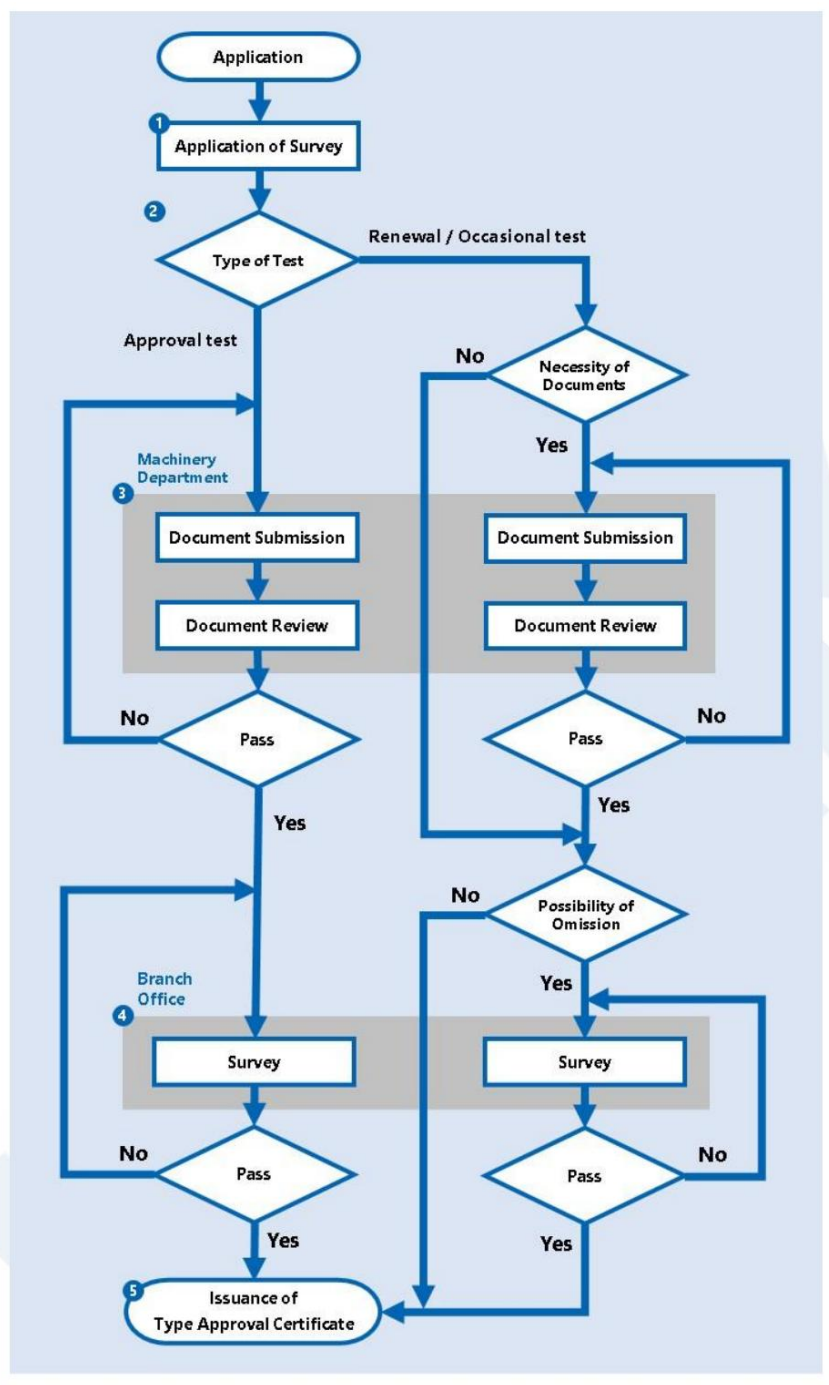 Application
1
Application of Survey
2
Type of Test
Renewal / Occasional test
Approval test
No
Necessity of
Documents
Yes
Machinery
Department
3
Document Submission
Document Submission
Document Review
Document Review
No
Pass
Pass
No
Yes
Yes
No
Possibility of
Omission
Yes
Branch
Office
4
Survey
Survey
No
Pass
Pass
No
Yes
Yes
5
Issuance of
Type Approval Certificate